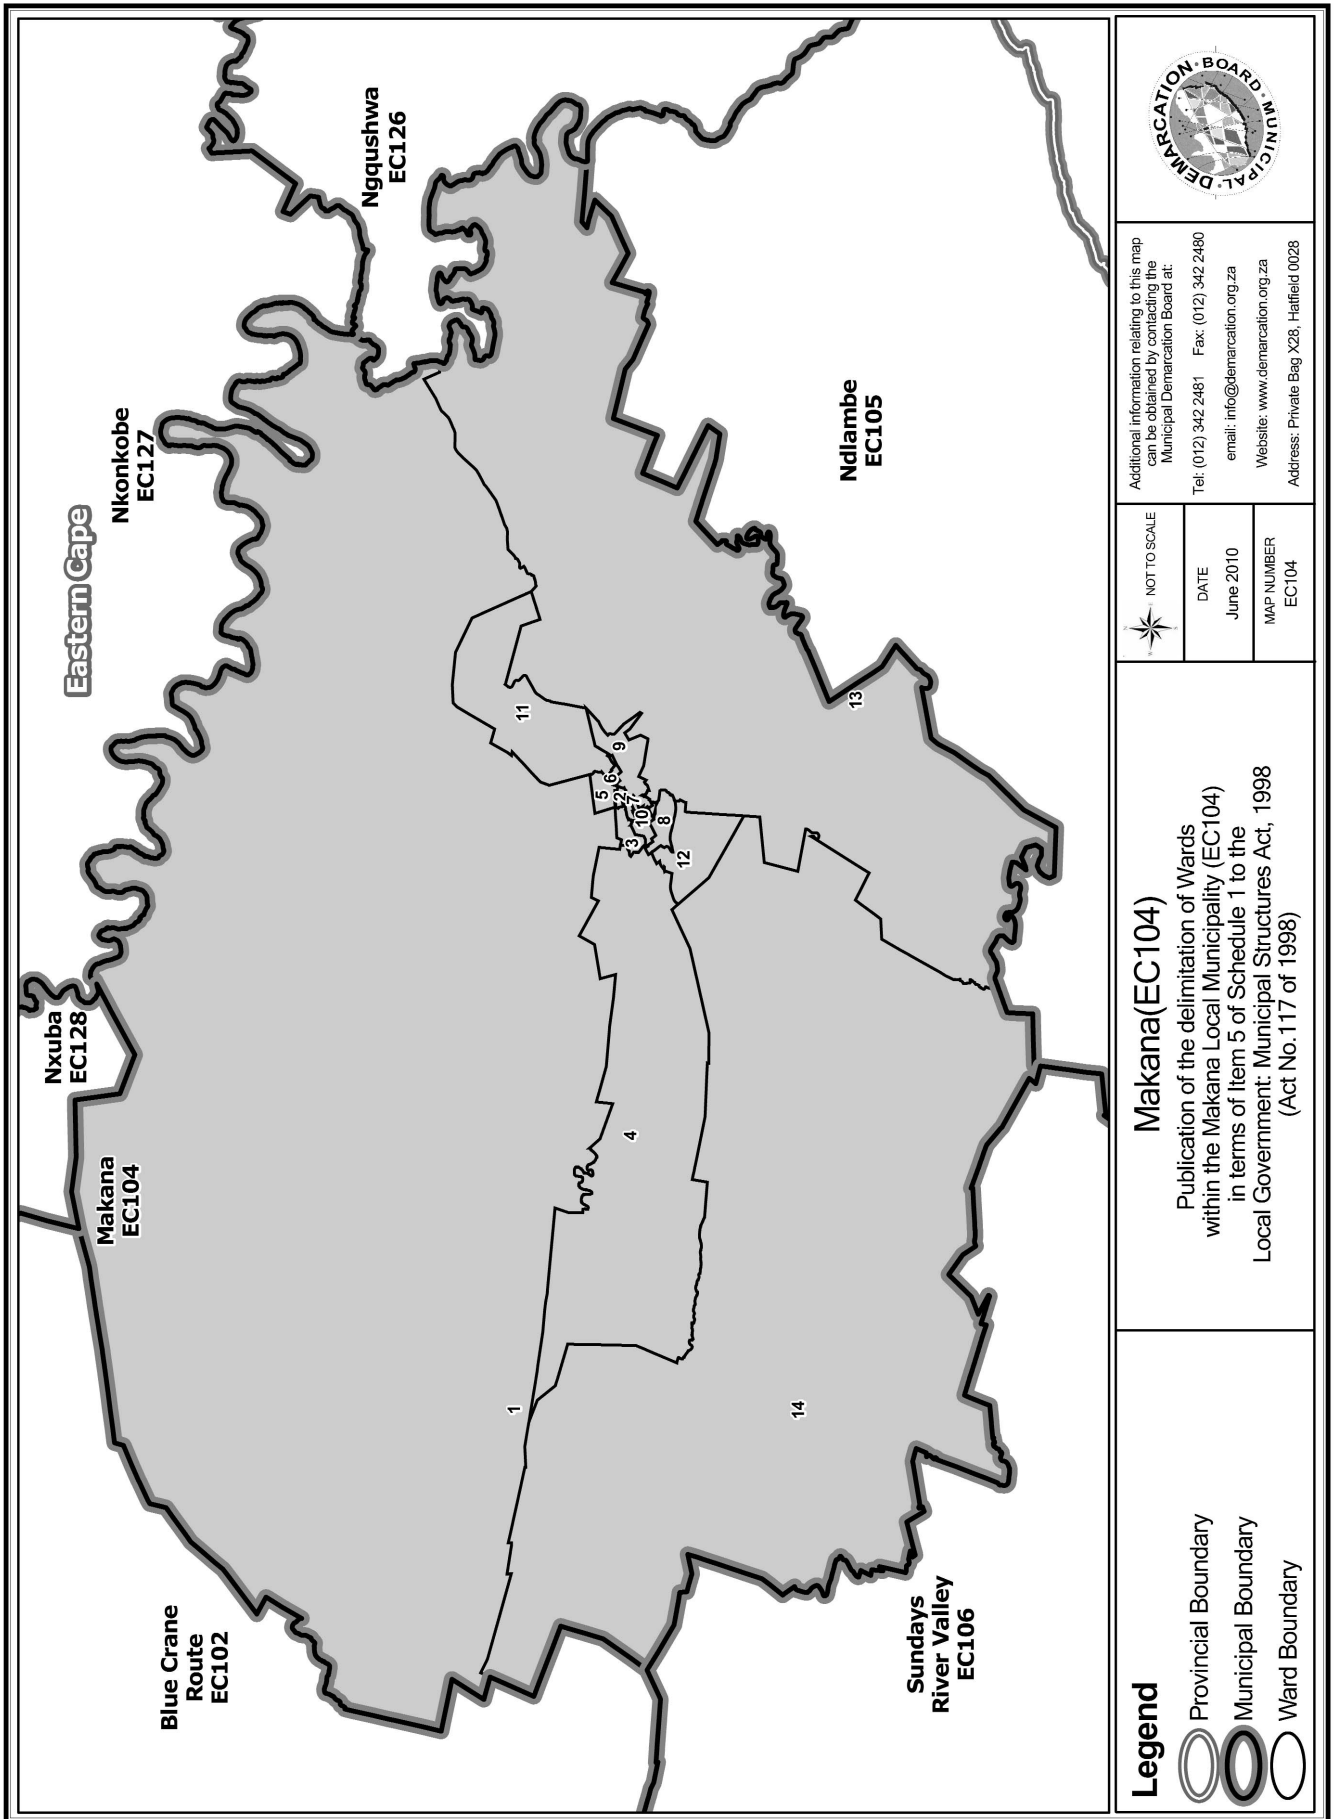 Eastern Cape
Nxuba
EC128
Nkonkobe
EC127
Ngqushwa
EC126
Makana
EC104
Blue Crane
Route
EC102
Ndlambe
EC105
Sundays
River Valley
EC106
1
11
9
6
5
2
7
10
3
8
12
4
13
14
Legend
Provincial Boundary
Municipal Boundary
Ward Boundary
Makana(EC104)
Publication of the delimitation of Wards
within the Makana Local Municipality (EC104)
in terms of Item 5 of Schedule 1 to the
Local Government: Municipal Structures Act, 1998
(Act No.117 of 1998)
NOT TO SCALE
DATE
June 2010
MAP NUMBER
EC104
Additional information relating to this map
can be obtained by contacting the
Municipal Demarcation Board at:
Tel: (012) 342 2481 Fax: (012) 342 2480
email: info@demarcation.org.za
Website: www.demarcation.org.za
Address: Private Bag X28, Hatfield 0028
MUNICIPAL • DEMARCATION • BOARD •